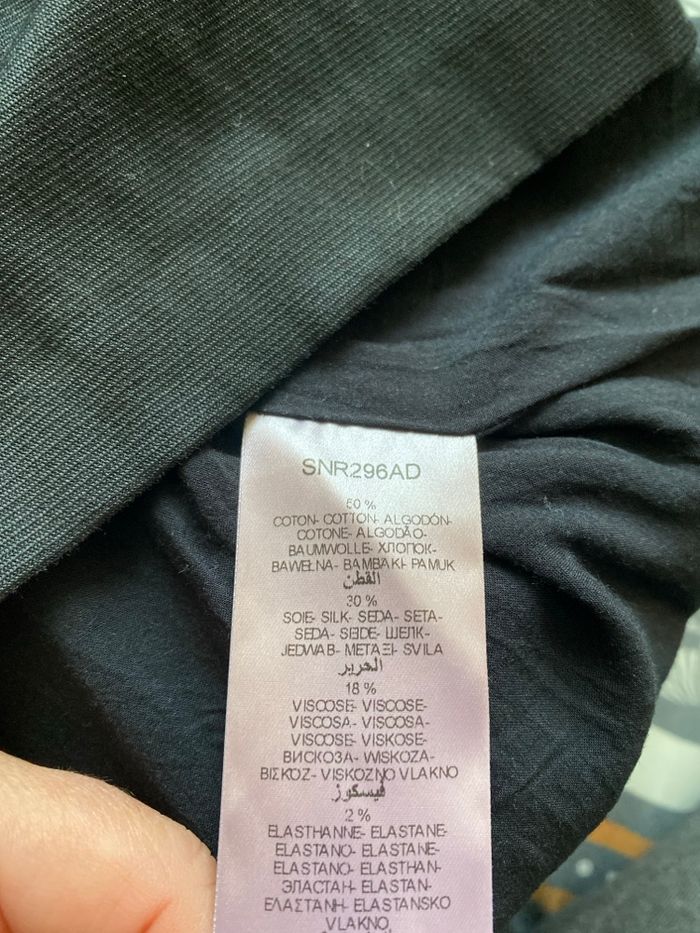 SNR296AD
50 %
COTON- COTTON- ALGODÓN-
COTONE- ALGODÃO-
BAUMWOLLE- ХЛОПОК-
BAWEŁNA- BAMBAKI- PAMUK
القطن
30 %
SOIE- SILK- SEDA- SETA-
SEDA- SEIDE- ШЕЛК-
JEDWAB- METAΞI- SVILA
الحرير
18 %
VISCOSE- VISCOSE-
VISCOSA- VISCOSA-
VISCOSE- VISKOSE-
ВИСКОЗА- WISKOZA-
ΒΙΣΚΟΖ- VISKOZNO VLAKNO
فيسكوز
2 %
ELASTHANNE- ELASTANE-
ELASTANO- ELASTANE-
ELASTANO- ELASTHAN-
ЭЛАСТАН- ELASTAN-
ΕΛΑΣΤΑΝΗ- ELASTANSKO
VLAKNO